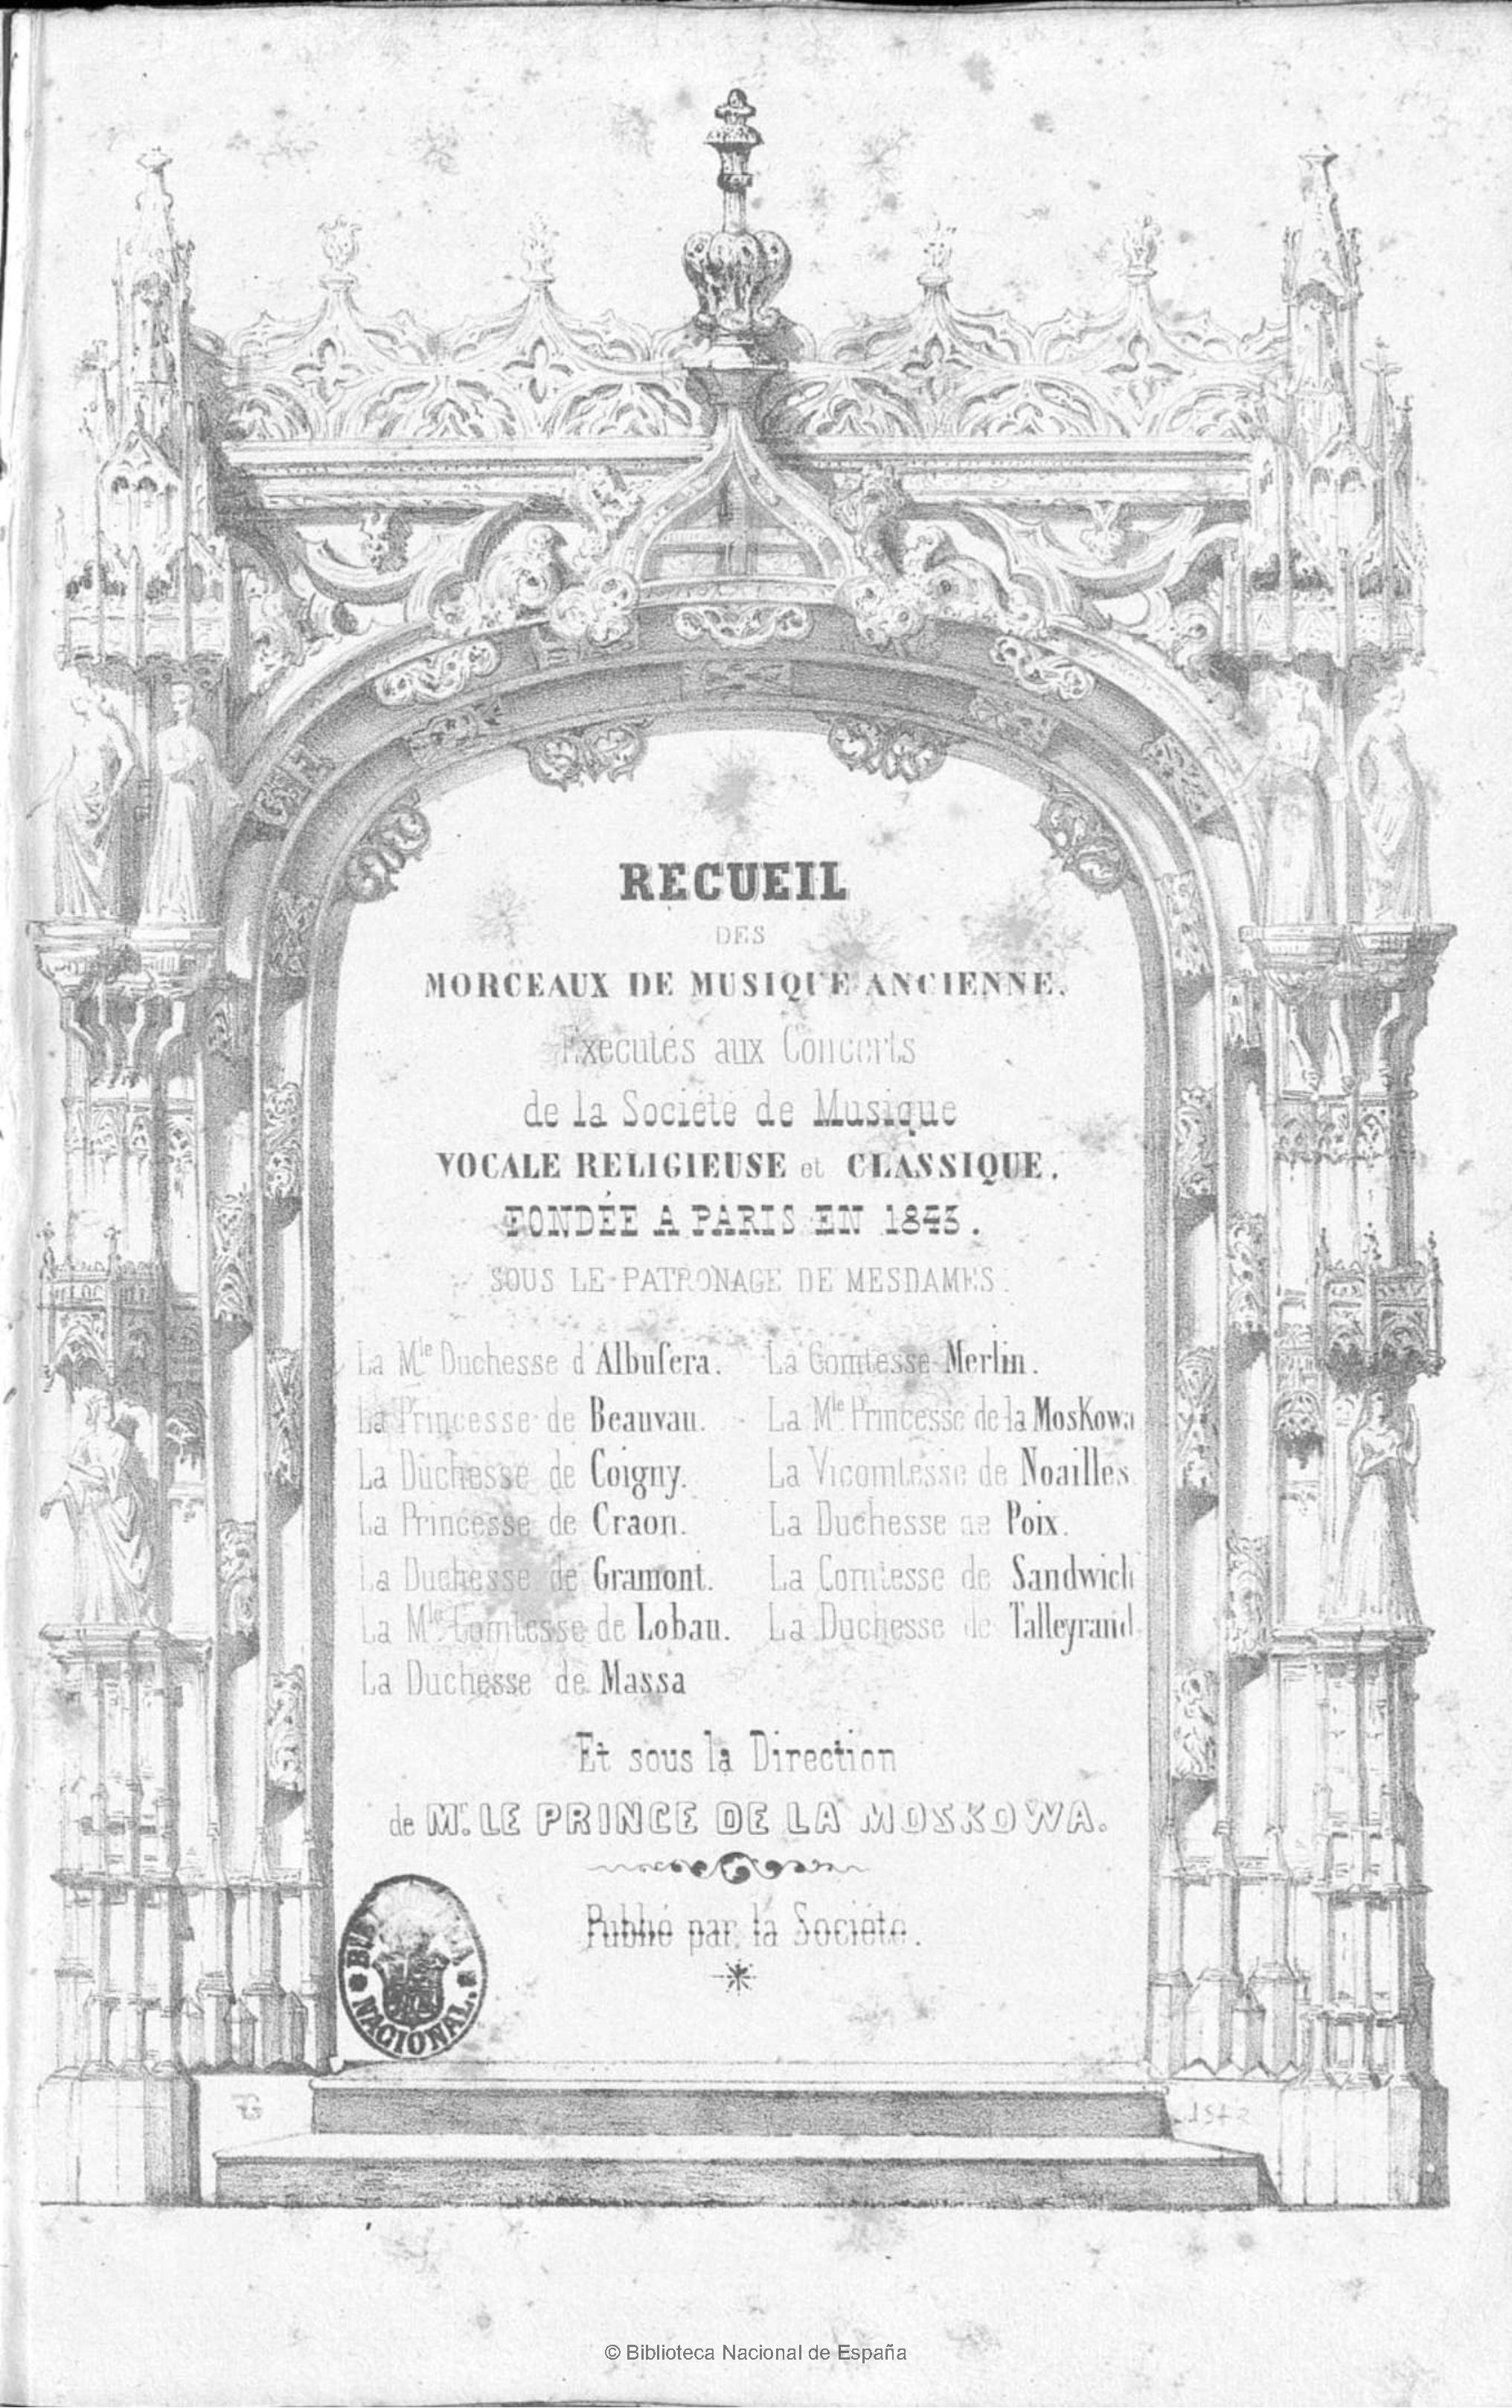 RECUEIL
DES
MORCEAUX DE MUSIQUE ANCIENNE,
Exécutés aux Concerts
de la Société de Musique
VOCALE RELIGIEUSE et CLASSIQUE.
FONDÉE A PARIS EN 1843.
SOUS LE PATRONAGE DE MESDAMES.
La Mle Duchesse d'Albufera.
La Princesse de Beauvau.
La Duchesse de Coigny.
La Princesse de Craon.
La Duchesse de Gramont.
La Mle Comtesse de Lobau.
La Duchesse de Massa
La Comtesse Merlin.
La Mle Princesse de la Moskowa
La Vicomtesse de Noailles.
La Duchesse de Poix.
La Comtesse de Sandwich
La Duchesse de Talleyrand.
Et sous la Direction
de Mr. LE PRINCE DE LA MOSKOWA.
Publié par la Société.
NACIONAL.
© Biblioteca Nacional de España